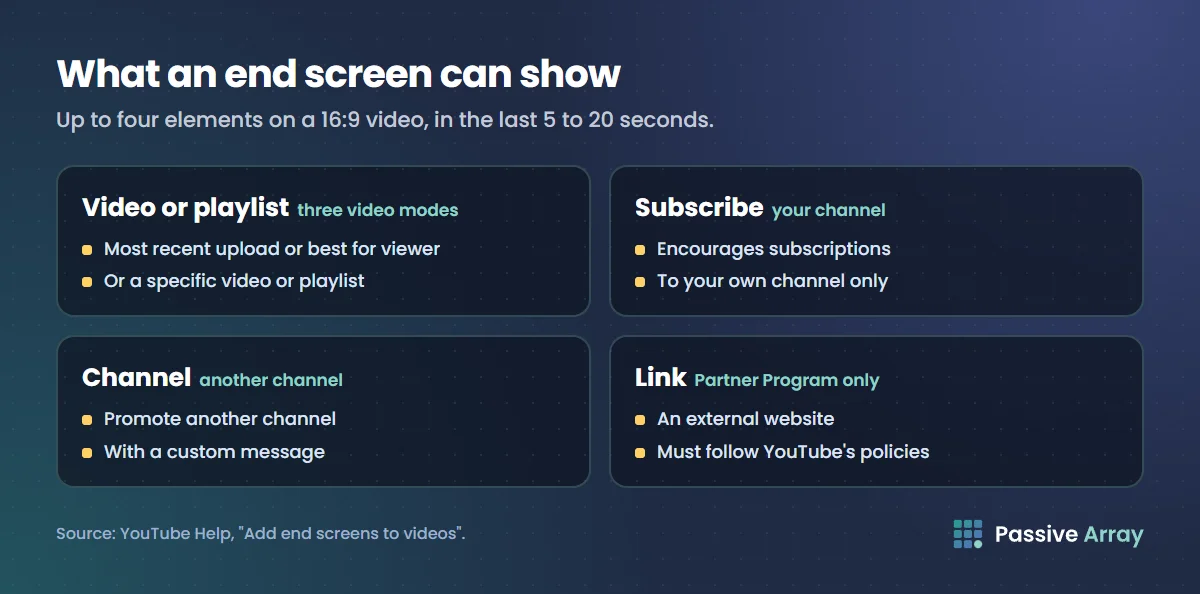 What an end screen can show
Up to four elements on a 16:9 video, in the last 5 to 20 seconds.
Video or playlist three video modes
Most recent upload or best for viewer
Or a specific video or playlist
Subscribe your channel
Encourages subscriptions
To your own channel only
Channel another channel
Promote another channel
With a custom message
Link Partner Program only
An external website
Must follow YouTube's policies
Source: YouTube Help, "Add end screens to videos".
Passive Array